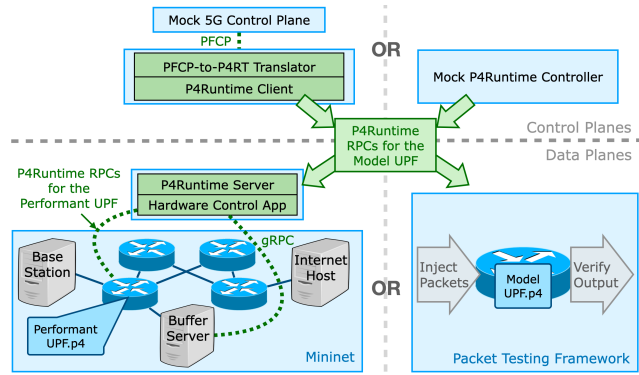 Mock 5G Control Plane
PFCP
OR
PFCP-to-P4RT Translator
P4Runtime Client
Mock P4Runtime Controller
P4Runtime
RPCs for the
Model UPF
Control Planes
Data Planes
P4Runtime RPCs
for the
Performant UPF
P4Runtime Server
Hardware Control App
gRPC
Base
Station
Internet
Host
Performant
UPF.p4
Buffer
Server
Mininet
OR
Inject
Packets
Model
UPF.p4
Verify
Output
Packet Testing Framework